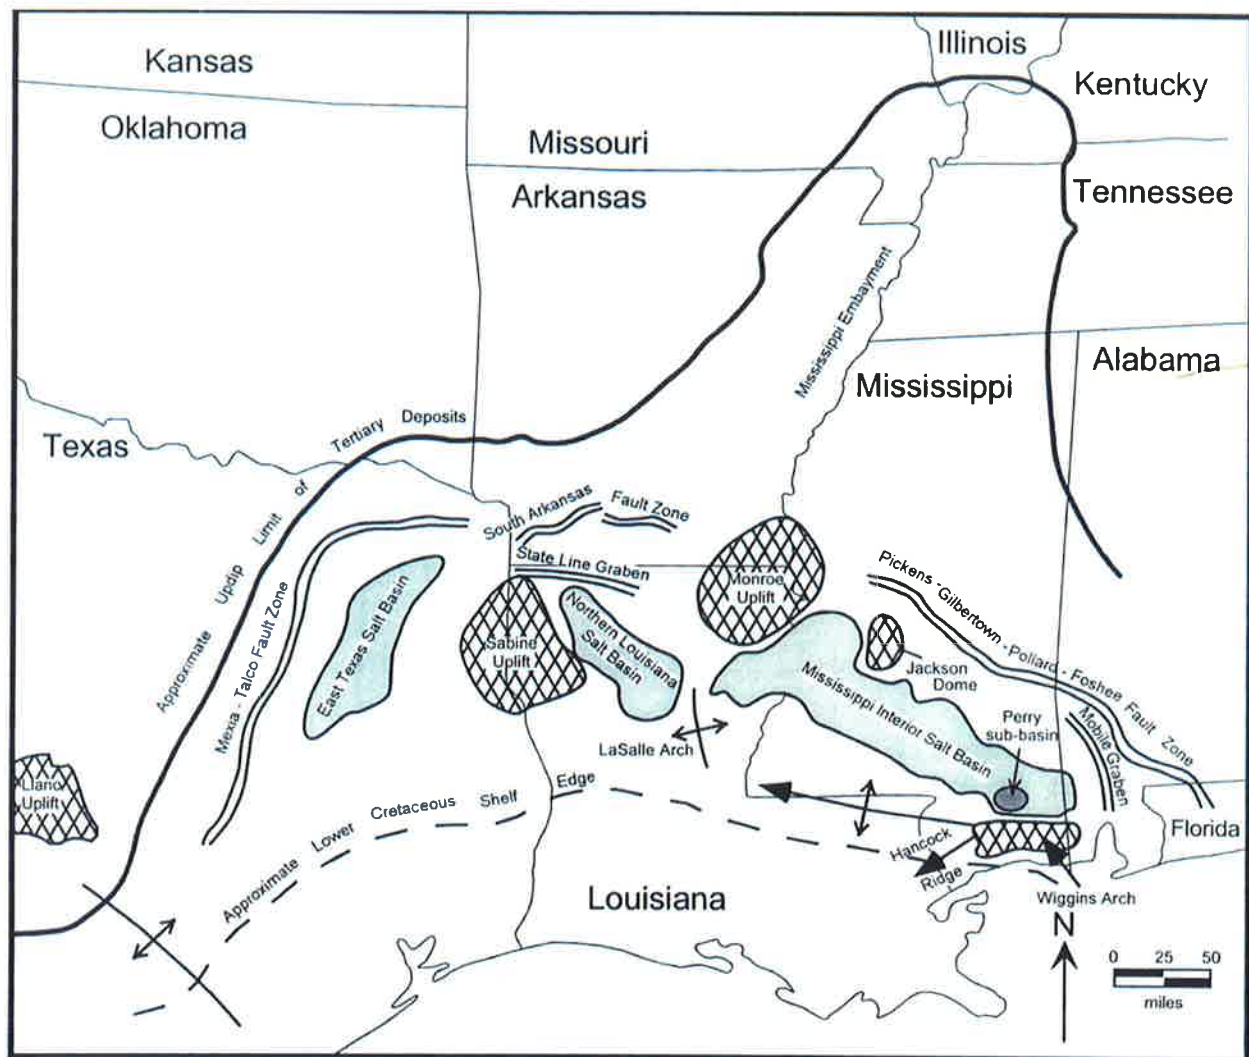 Illinois
Kansas
Kentucky
Oklahoma
Missouri
Arkansas
Tennessee
Mississippi Embayment
Alabama
Mississippi
Texas
Approximate Updip Limit of Tertiary Deposits
South Arkansas Fault Zone
State Line Graben
Mexia - Talco Fault Zone
East Texas Salt Basin
Sabine
Uplift
Northern Louisiana
Salt Basin
Monroe
Uplift
Pickens - Gilbertown - Pollard - Foshee Fault Zone
Jackson
Dome
Mississippi Interior Salt Basin
Perry
sub-basin
Mobile Graben
LaSalle Arch
Llano
Uplift
Approximate Lower Cretaceous Shelf Edge
Hancock
Ridge
Florida
Wiggins Arch
Louisiana
N
0 25 50
miles